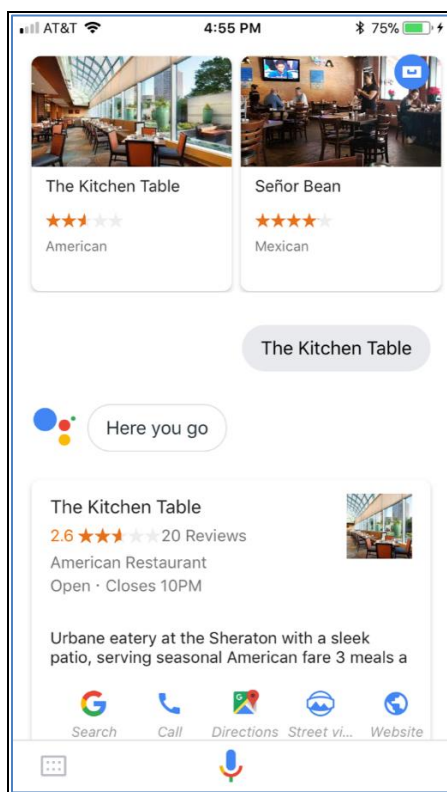 AT&T 4:55 PM 75%
The Kitchen Table
American
Señor Bean
Mexican
The Kitchen Table
Here you go
The Kitchen Table
2.6 20 Reviews
American Restaurant
Open · Closes 10PM
Urbane eatery at the Sheraton with a sleek
patio, serving seasonal American fare 3 meals a
Search Call Directions Street vi... Website